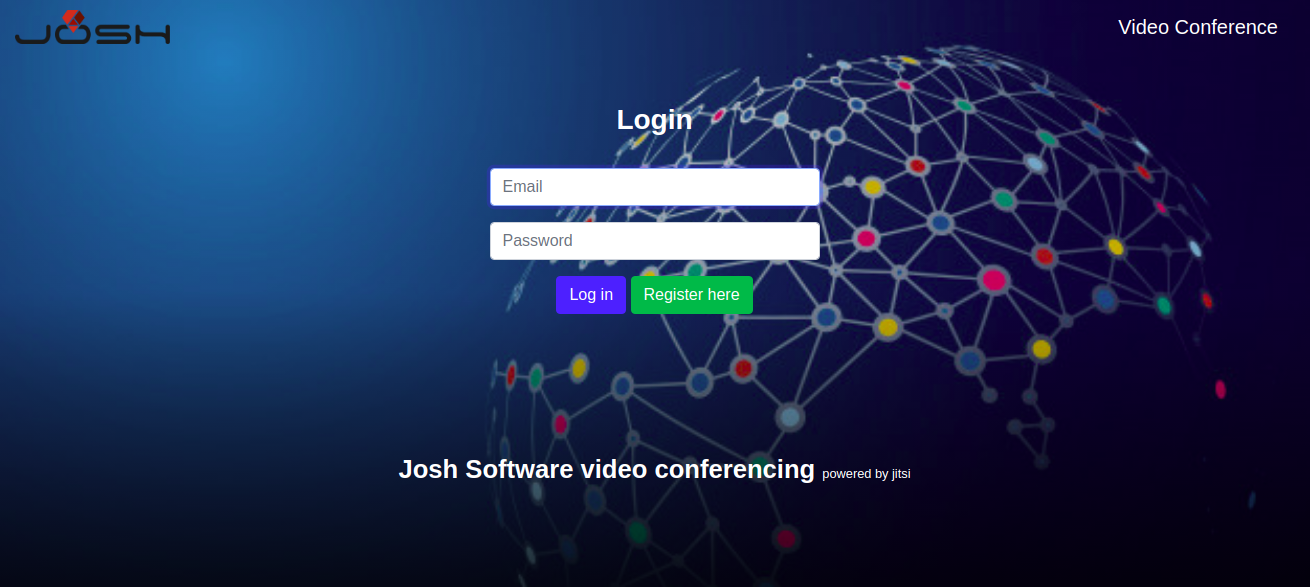 JOSH
Video Conference
Login
Email
Password
Log in Register here
Josh Software video conferencing powered by jitsi